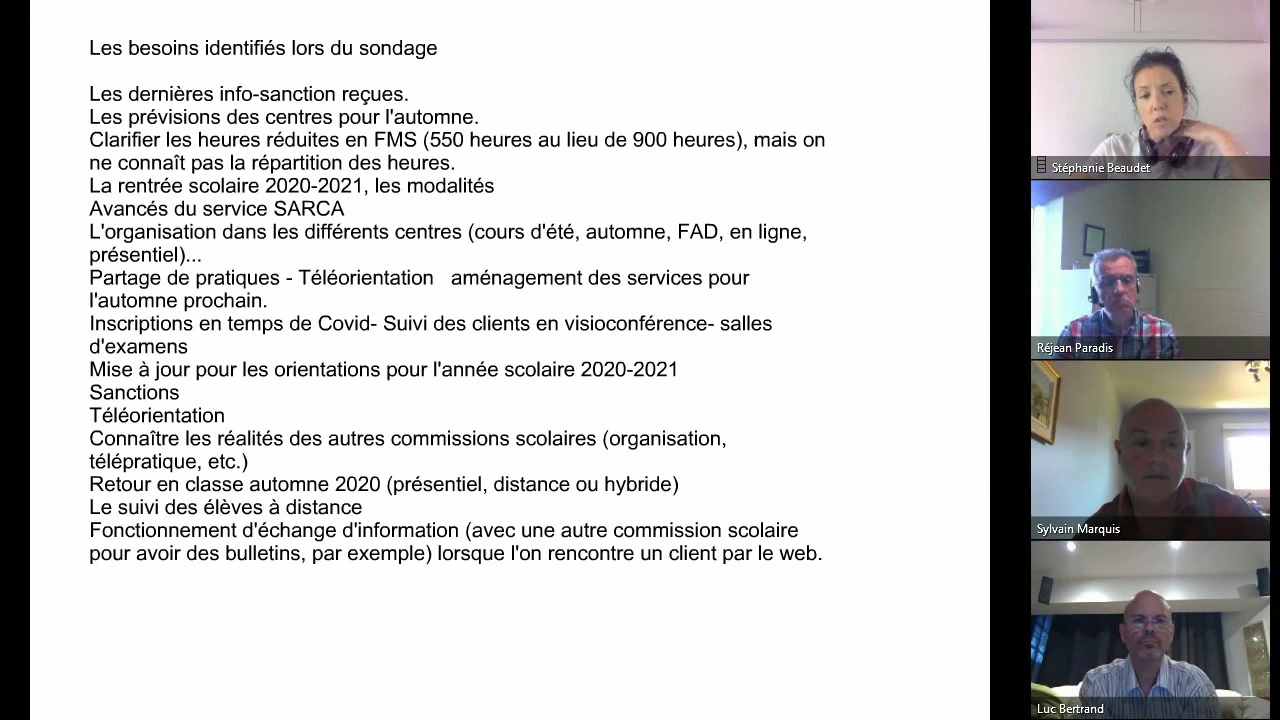 Les besoins identifiés lors du sondage
Les dernières info-sanction reçues.
Les prévisions des centres pour l'automne.
Clarifier les heures réduites en FMS (550 heures au lieu de 900 heures), mais on
ne connaît pas la répartition des heures.
La rentrée scolaire 2020-2021, les modalités
Avancés du service SARCA
L'organisation dans les différents centres (cours d'été, automne, FAD, en ligne,
présentiel)...
Partage de pratiques - Téléorientation   aménagement des services pour
l'automne prochain.
Inscriptions en temps de Covid- Suivi des clients en visioconférence- salles
d'examens
Mise à jour pour les orientations pour l'année scolaire 2020-2021
Sanctions
Téléorientation
Connaître les réalités des autres commissions scolaires (organisation,
télépratique, etc.)
Retour en classe automne 2020 (présentiel, distance ou hybride)
Le suivi des élèves à distance
Fonctionnement d'échange d'information (avec une autre commission scolaire
pour avoir des bulletins, par exemple) lorsque l'on rencontre un client par le web.
Stéphanie Beaudet
Réjean Paradis
Sylvain Marquis
Luc Bertrand